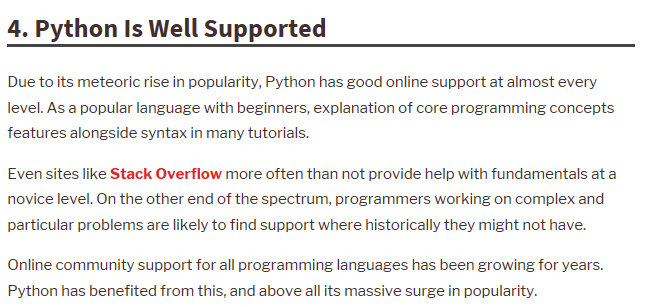 4. Python Is Well Supported
Due to its meteoric rise in popularity, Python has good online support at almost every
level. As a popular language with beginners, explanation of core programming concepts
features alongside syntax in many tutorials.
Even sites like Stack Overflow more often than not provide help with fundamentals at a
novice level. On the other end of the spectrum, programmers working on complex and
particular problems are likely to find support where historically they might not have.
Online community support for all programming languages has been growing for years.
Python has benefited from this, and above all its massive surge in popularity.